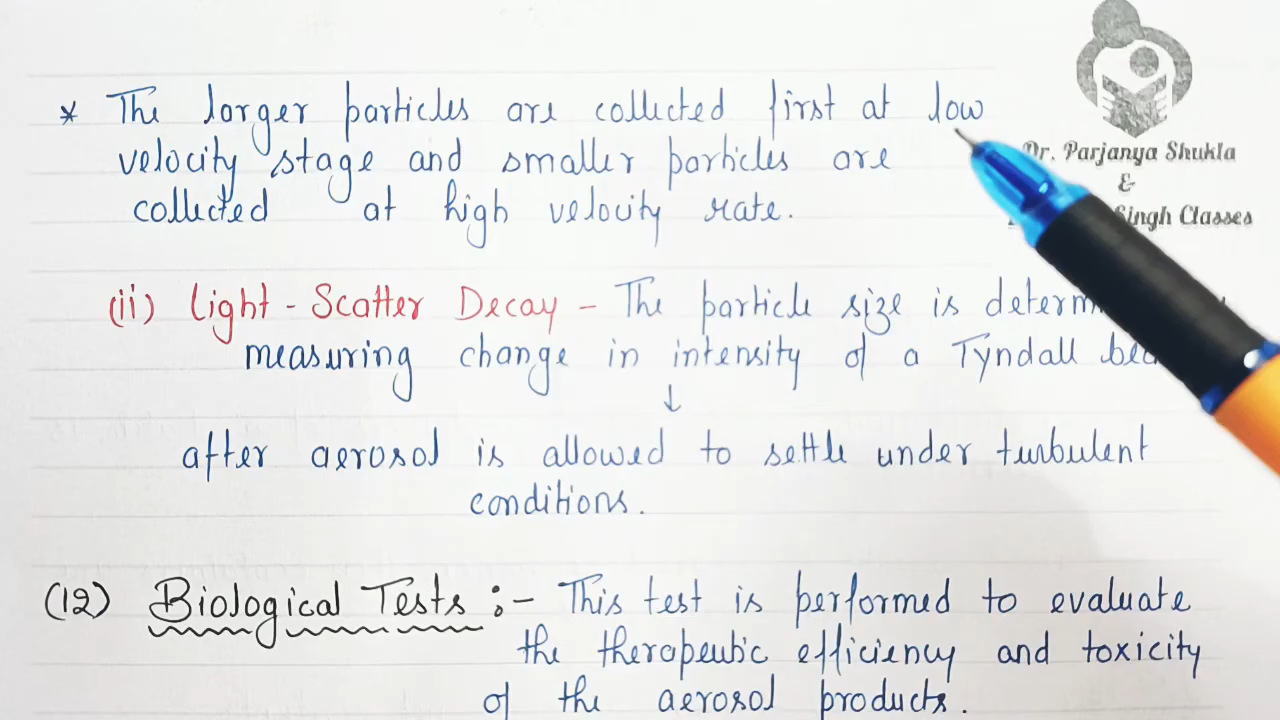 * The larger particles are collected first at low
velocity stage and smaller particles are
collected at high velocity rate.
Dr. Parjanya Shukla
&
Singh Classes
(ii) Light - Scatter Decay - The particle size is
measuring change in intensity of a Tyndall
↓
after aerosol is allowed to settle under turbulent
conditions.
(12) Biological Tests :- This test is performed to evaluate
the therapeutic efficiency and toxicity
of the aerosol products.